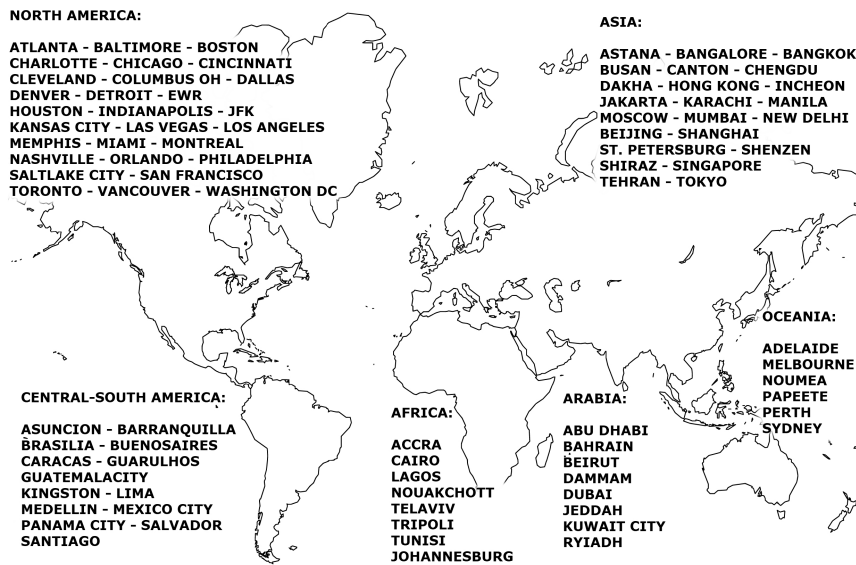 NORTH AMERICA:
ATLANTA - BALTIMORE - BOSTON
CHARLOTTE - CHICAGO - CINCINNATI
CLEVELAND - COLUMBUS OH - DALLAS
DENVER - DETROIT - EWR
HOUSTON - INDIANAPOLIS - JFK
KANSAS CITY - LAS VEGAS - LOS ANGELES
MEMPHIS - MIAMI - MONTREAL
NASHVILLE - ORLANDO - PHILADELPHIA
SALTLAKE CITY - SAN FRANCISCO
TORONTO - VANCOUVER - WASHINGTON DC
ASIA:
ASTANA - BANGALORE - BANGKOK
BUSAN - CANTON - CHENGDU
DAKHA - HONG KONG - INCHEON
JAKARTA - KARACHI - MANILA
MOSCOW - MUMBAI - NEW DELHI
BEIJING - SHANGHAI
ST. PETERSBURG - SHENZEN
SHIRAZ - SINGAPORE
TEHRAN - TOKYO
OCEANIA:
ADELAIDE
MELBOURNE
NOUMEA
PAPEETE
PERTH
SYDNEY
CENTRAL-SOUTH AMERICA:
ASUNCION - BARRANQUILLA
BRASILIA - BUENOSAIRES
CARACAS - GUARULHOS
GUATEMALACITY
KINGSTON - LIMA
MEDELLIN - MEXICO CITY
PANAMA CITY - SALVADOR
SANTIAGO
AFRICA:
ACCRA
CAIRO
LAGOS
NOUAKCHOTT
TELAVIV
TRIPOLI
TUNISI
JOHANNESBURG
ARABIA:
ABU DHABI
BAHRAIN
BEIRUT
DAMMAM
DUBAI
JEDDAH
KUWAIT CITY
RYIADH